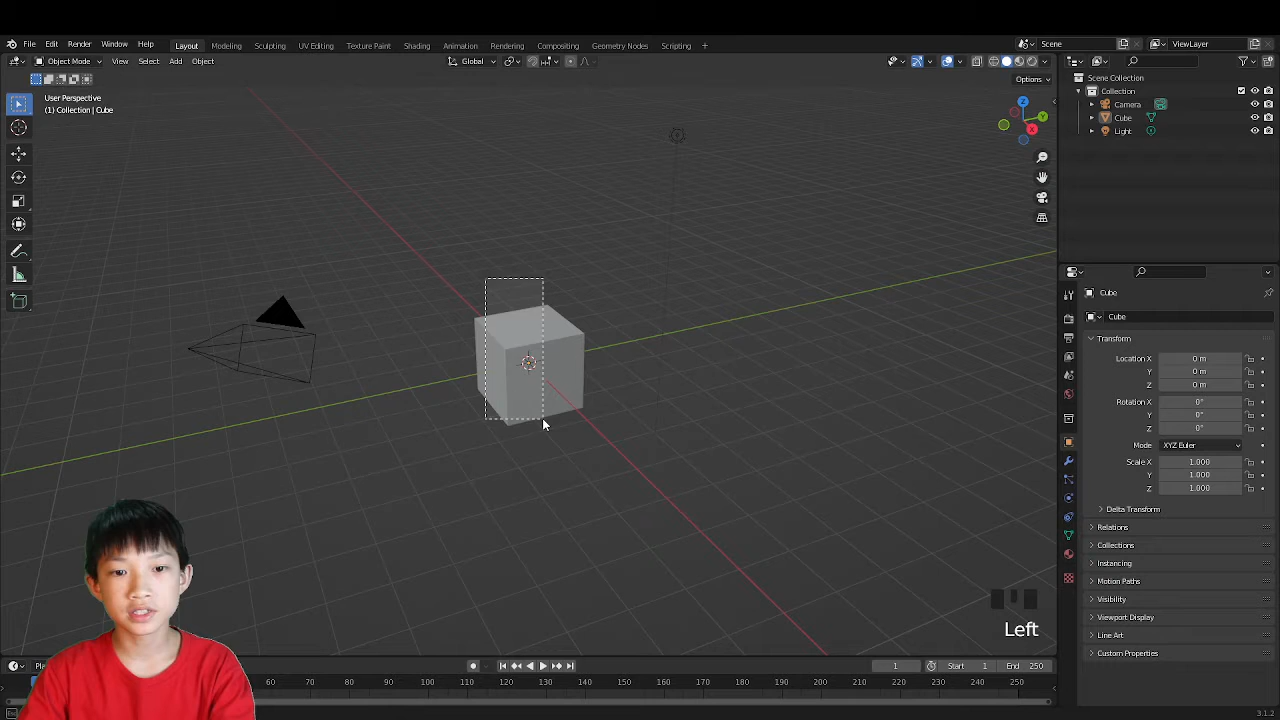 File Edit Render Window Help Layout Modeling Sculpting UV Editing Texture Paint Shading Animation Rendering Compositing Geometry Nodes Scripting + Scene ViewLayer
Object Mode View Select Add Object Global
Options
User Perspective
(1) Collection | Cube
Z
Y
X
Scene Collection
Collection
Camera
Cube
Light
Cube
Cube
Transform
Location X 0 m
Y 0 m
Z 0 m
Rotation X 0°
Y 0°
Z 0°
Mode XYZ Euler
Scale X 1.000
Y 1.000
Z 1.000
Delta Transform
Relations
Collections
Instancing
Motion Paths
Visibility
Viewport Display
Line Art
Custom Properties
Left
1 Start 1 End 250
60 70 80 90 100 110 120 130 140 150 160 170 180 190 200 210 220 230 240 250
3.1.2